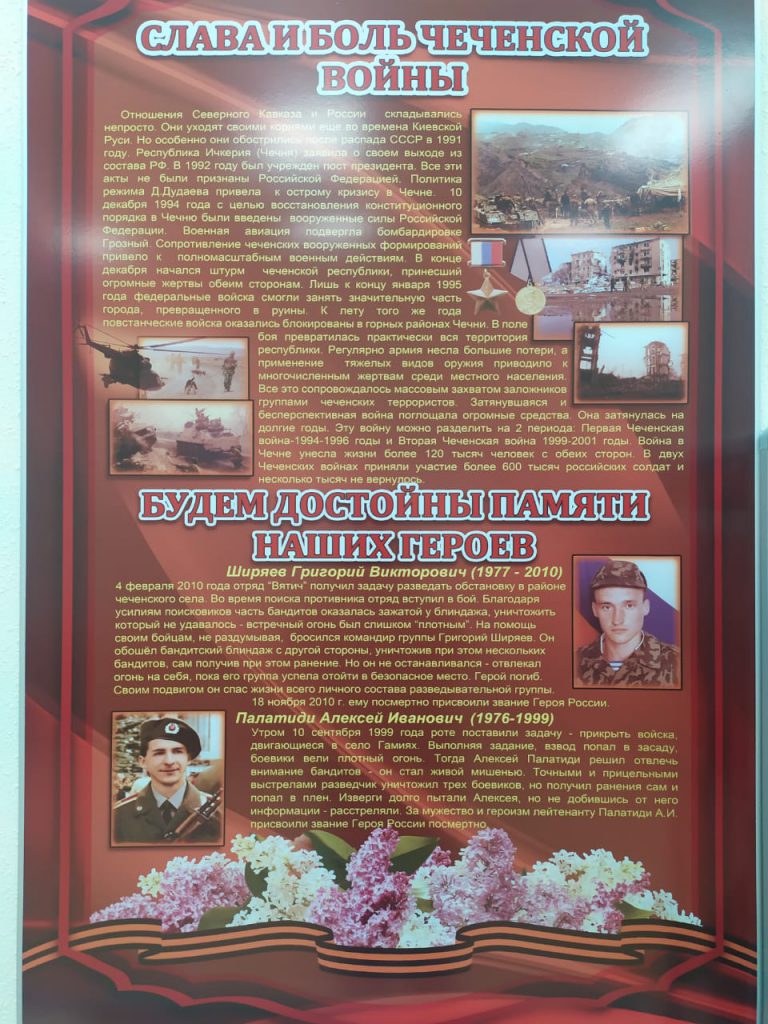 СЛАВА И БОЛЬ ЧЕЧЕНСКОЙ
ВОЙНЫ
Отношения Северного Кавказа и России складывались
непросто. Они уходят своими корнями еще во времена Киевской
Руси. Но особенно они обострились после распада СССР в 1991
году. Республика Ичкерия (Чечня) заявила о своем выходе из
состава РФ. В 1992 году был учрежден пост президента. Все эти
акты не были признаны Российской Федерацией. Политика
режима Д.Дудаева привела к острому кризису в Чечне. 10
декабря 1994 года с целью восстановления конституционного
порядка в Чечню были введены вооруженные силы Российской
Федерации. Военная авиация подвергла бомбардировке
Грозный. Сопротивление чеченских вооруженных формирований
привело к полномасштабным военным действиям. В конце
декабря начался штурм чеченской республики, принесший
огромные жертвы обеим сторонам. Лишь к концу января 1995
года федеральные войска смогли занять значительную часть
города, превращенного в руины. К лету того же года
повстанческие войска оказались блокированы в горных районах Чечни. В поле
боя превратилась практически вся территория
республики. Регулярно армия несла большие потери, а
применение тяжелых видов оружия приводило к
многочисленным жертвам среди местного населения.
Все это сопровождалось массовым захватом заложников
группами чеченских террористов. Затянувшаяся и
бесперспективная война поглощала огромные средства. Она затянулась на
долгие годы. Эту войну можно разделить на 2 периода: Первая Чеченская
война-1994-1996 годы и Вторая Чеченская война 1999-2001 годы. Война в
Чечне унесла жизни более 120 тысяч человек с обеих сторон. В двух
Чеченских войнах приняли участие более 600 тысяч российских солдат и
несколько тысяч не вернулось.
БУДЕМ ДОСТОЙНЫ ПАМЯТИ
НАШИХ ГЕРОЕВ
Ширяев Григорий Викторович (1977 - 2010)
4 февраля 2010 года отряд "Вятич" получил задачу разведать обстановку в районе
чеченского села. Во время поиска противника отряд вступил в бой. Благодаря
усилиям поисковиков часть бандитов оказалась зажатой у блиндажа, уничтожить
который не удавалось - встречный огонь был слишком "плотным". На помощь
своим бойцам, не раздумывая, бросился командир группы Григорий Ширяев. Он
обошёл бандитский блиндаж с другой стороны, уничтожив при этом нескольких
бандитов, сам получив при этом ранение. Но он не останавливался - отвлекал
огонь на себя, пока его группа успела отойти в безопасное место. Герой погиб.
Своим подвигом он спас жизни всего личного состава разведывательной группы.
18 ноября 2010 г. ему посмертно присвоили звание Героя России.
Палатиди Алексей Иванович (1976-1999)
Утром 10 сентября 1999 года роте поставили задачу - прикрыть войска,
двигающиеся в село Гамиях. Выполняя задание, взвод попал в засаду,
боевики вели плотный огонь. Тогда Алексей Палатиди решил отвлечь
внимание бандитов - он стал живой мишенью. Точными и прицельными
выстрелами разведчик уничтожил трех боевиков, но получил ранения сам и
попал в плен. Изверги долго пытали Алексея, но не добившись от него
информации - расстреляли. За мужество и героизм лейтенанту Палатиди А.И.
присвоили звание Героя России посмертно.